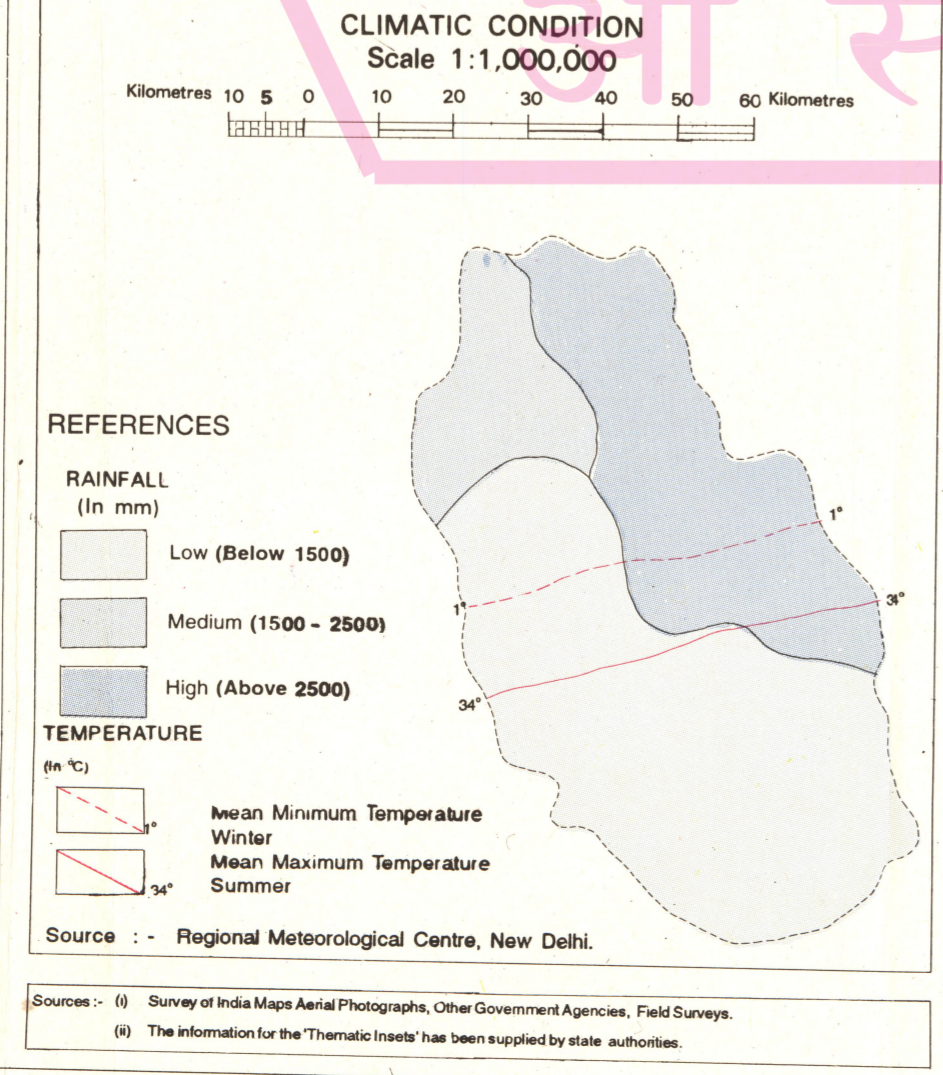 आ स
CLIMATIC CONDITION
Scale 1:1,000,000
Kilometres 10 5 0 10 20 30 40 50 60 Kilometres
REFERENCES
RAINFALL
(In mm)
Low (Below 1500)
Medium (1500 - 2500)
High (Above 2500)
TEMPERATURE
(In °C)
1°
Mean Minimum Temperature
Winter
34°
Mean Maximum Temperature
Summer
1°
1°
34°
34°
Source : - Regional Meteorological Centre, New Delhi.
Sources :- (i) Survey of India Maps Aerial Photographs, Other Government Agencies, Field Surveys.
(ii) The information for the 'Thematic Insets' has been supplied by state authorities.